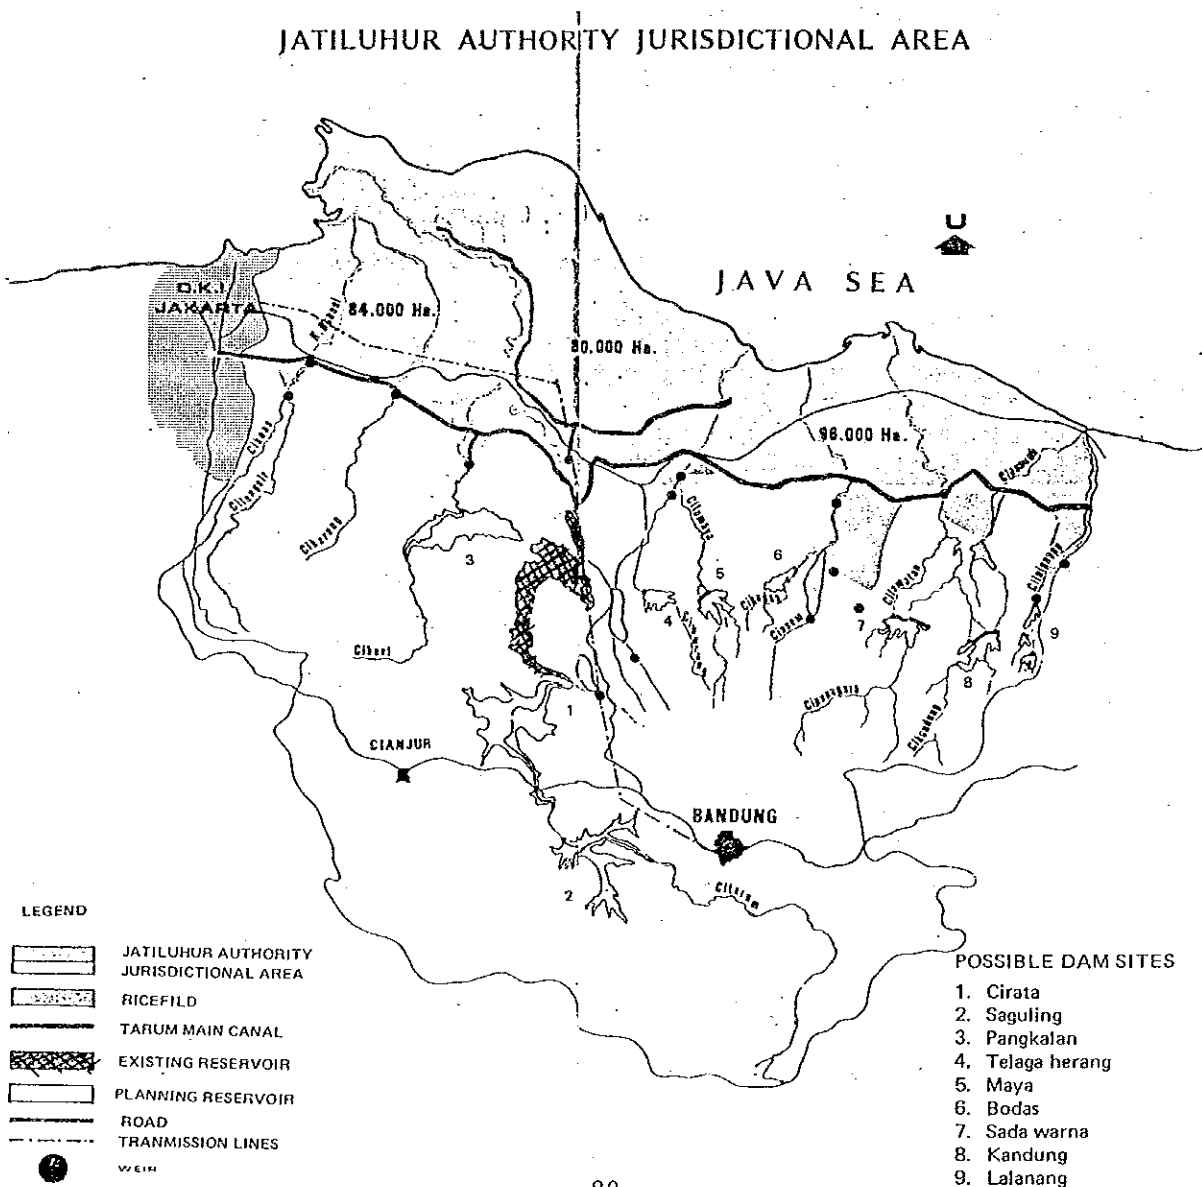 JATILUHUR AUTHORTY JURISDICTIONAL AREA
U
JAVA SEA
D.K.I.
JAKARTA
84.000 Ha.
80.000 Ha.
96.000 Ha.
Cikarang
Cibeet
Cilamaya
3
6
5
4
7
9
8
1
2
CIANJUR
BANDUNG
Citarum
LEGEND
JATILUHUR AUTHORITY
JURISDICTIONAL AREA
RICEFILD
TARUM MAIN CANAL
EXISTING RESERVOIR
PLANNING RESERVOIR
ROAD
TRANMISSION LINES
WEIR
POSSIBLE DAM SITES
1. Cirata
2. Saguling
3. Pangkalan
4. Telaga herang
5. Maya
6. Bodas
7. Sada warna
8. Kandung
9. Lalanang